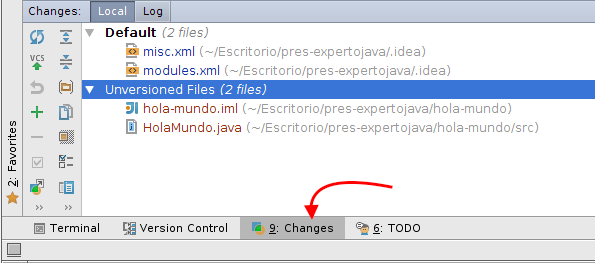 Changes: Local Log
Default (2 files)
misc.xml (~/Escritorio/pres-expertojava/.idea)
VCS
modules.xml (~/Escritorio/pres-expertojava/.idea)
Unversioned Files (2 files)
hola-mundo.iml (~/Escritorio/pres-expertojava/hola-mundo)
HolaMundo.java (~/Escritorio/pres-expertojava/hola-mundo/src)
2: Favorites
>> >>
Terminal Version Control 9: Changes 6: TODO